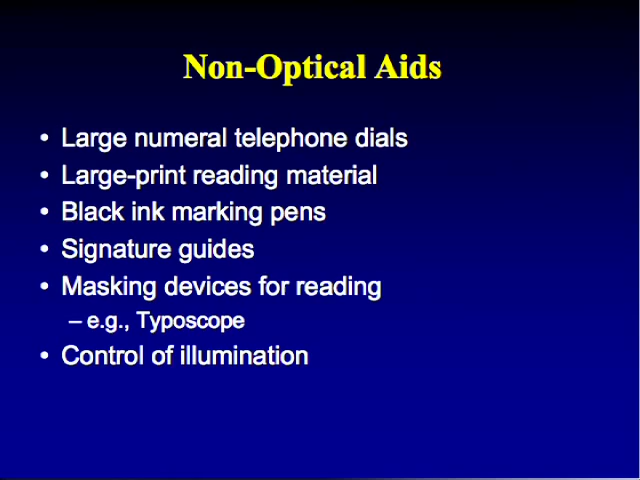 Non-Optical Aids
• Large numeral telephone dials
• Large-print reading material
• Black ink marking pens
• Signature guides
• Masking devices for reading
– e.g., Typoscope
• Control of illumination